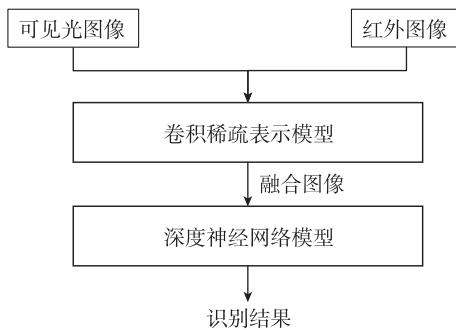 可见光图像
红外图像
卷积稀疏表示模型
融合图像
深度神经网络模型
识别结果